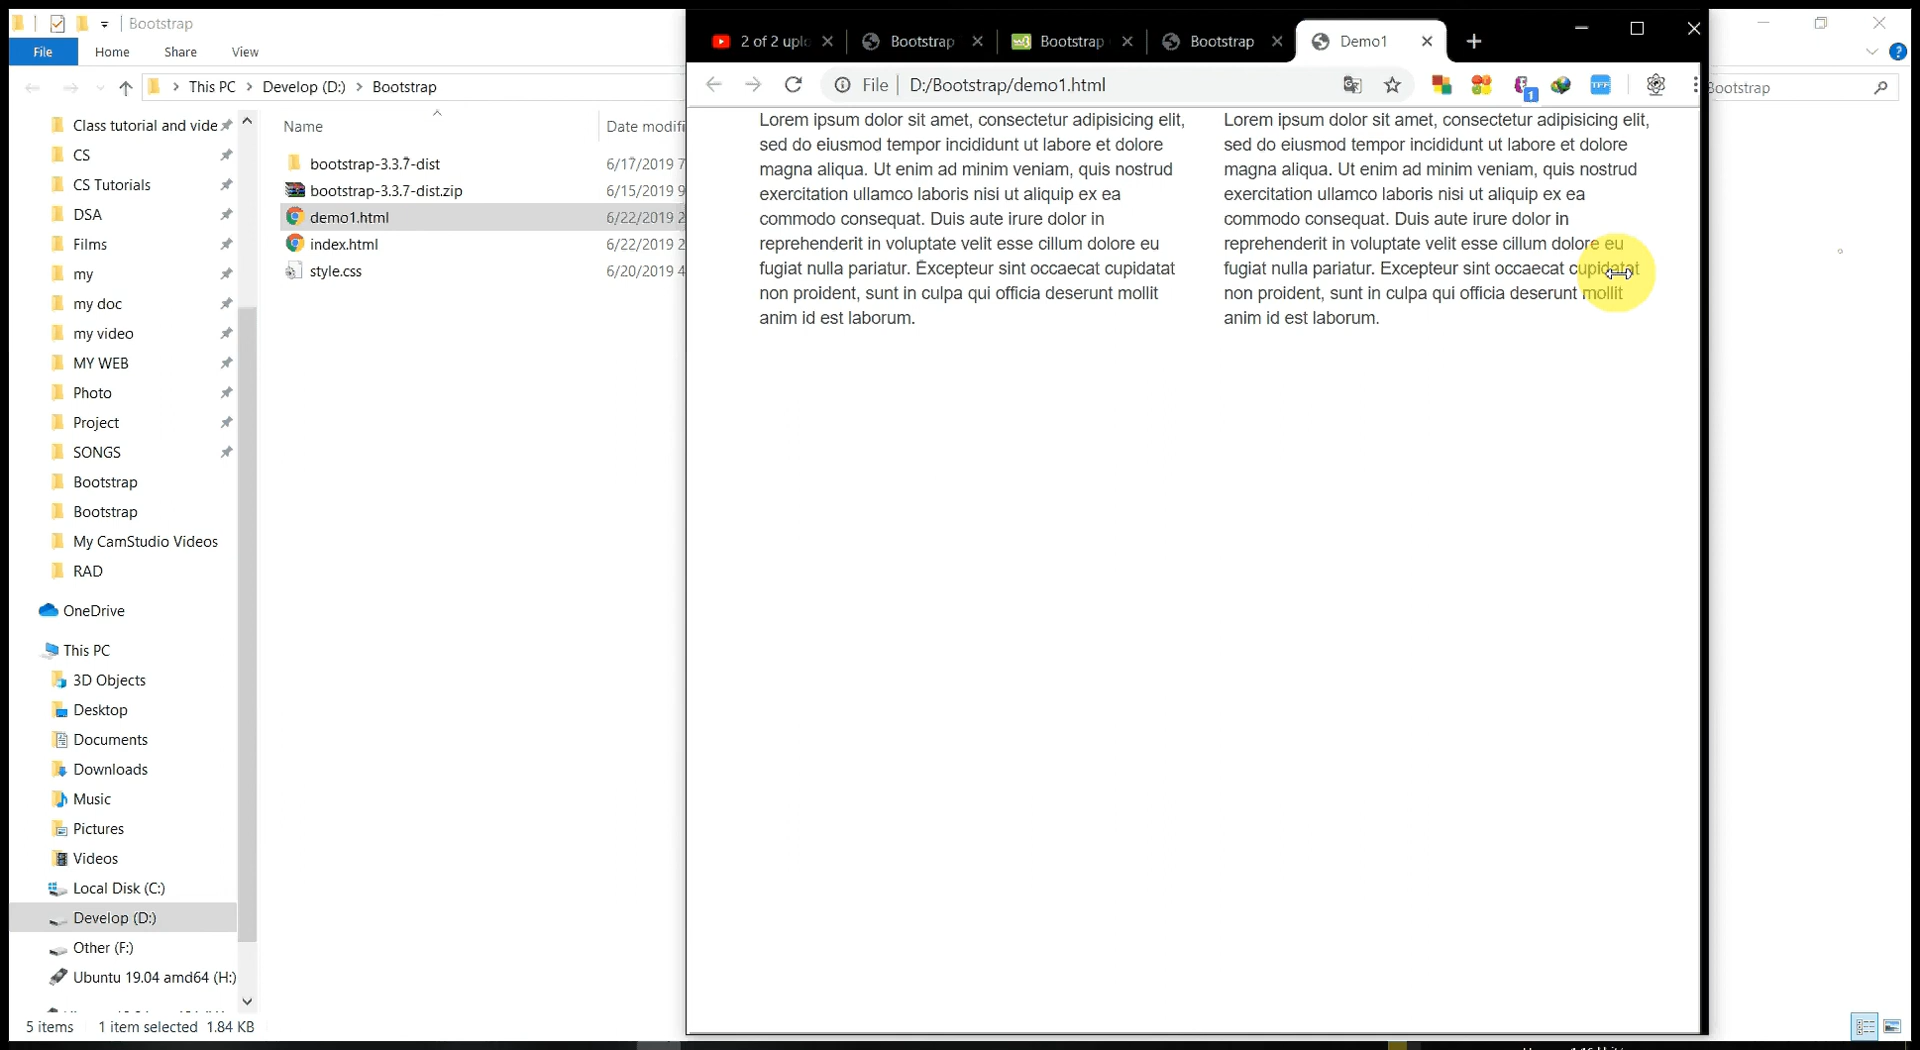 Bootstrap
File
Home
Share
View
This PC
Develop (D:)
Bootstrap
Class tutorial and vide
CS
CS Tutorials
DSA
Films
my
my doc
my video
MY WEB
Photo
Project
SONGS
Bootstrap
Bootstrap
My CamStudio Videos
RAD
OneDrive
This PC
3D Objects
Desktop
Documents
Downloads
Music
Pictures
Videos
Local Disk (C:)
Develop (D:)
Other (F:)
Ubuntu 19.04 amd64 (H:)
5 items 1 item selected 1.84 KB
Name Date modifi
bootstrap-3.3.7-dist 6/17/2019 7
bootstrap-3.3.7-dist.zip 6/15/2019 9
demo1.html 6/22/2019 2
index.html 6/22/2019 2
style.css 6/20/2019 4
2 of 2 uplo
Bootstrap
Bootstrap
Bootstrap
Demo1
File D:/Bootstrap/demo1.html
1
Bootstrap
Lorem ipsum dolor sit amet, consectetur adipisicing elit,
sed do eiusmod tempor incididunt ut labore et dolore
magna aliqua. Ut enim ad minim veniam, quis nostrud
exercitation ullamco laboris nisi ut aliquip ex ea
commodo consequat. Duis aute irure dolor in
reprehenderit in voluptate velit esse cillum dolore eu
fugiat nulla pariatur. Excepteur sint occaecat cupidatat
non proident, sunt in culpa qui officia deserunt mollit
anim id est laborum.
Lorem ipsum dolor sit amet, consectetur adipisicing elit,
sed do eiusmod tempor incididunt ut labore et dolore
magna aliqua. Ut enim ad minim veniam, quis nostrud
exercitation ullamco laboris nisi ut aliquip ex ea
commodo consequat. Duis aute irure dolor in
reprehenderit in voluptate velit esse cillum dolore eu
fugiat nulla pariatur. Excepteur sint occaecat cupidatat
non proident, sunt in culpa qui officia deserunt mollit
anim id est laborum.